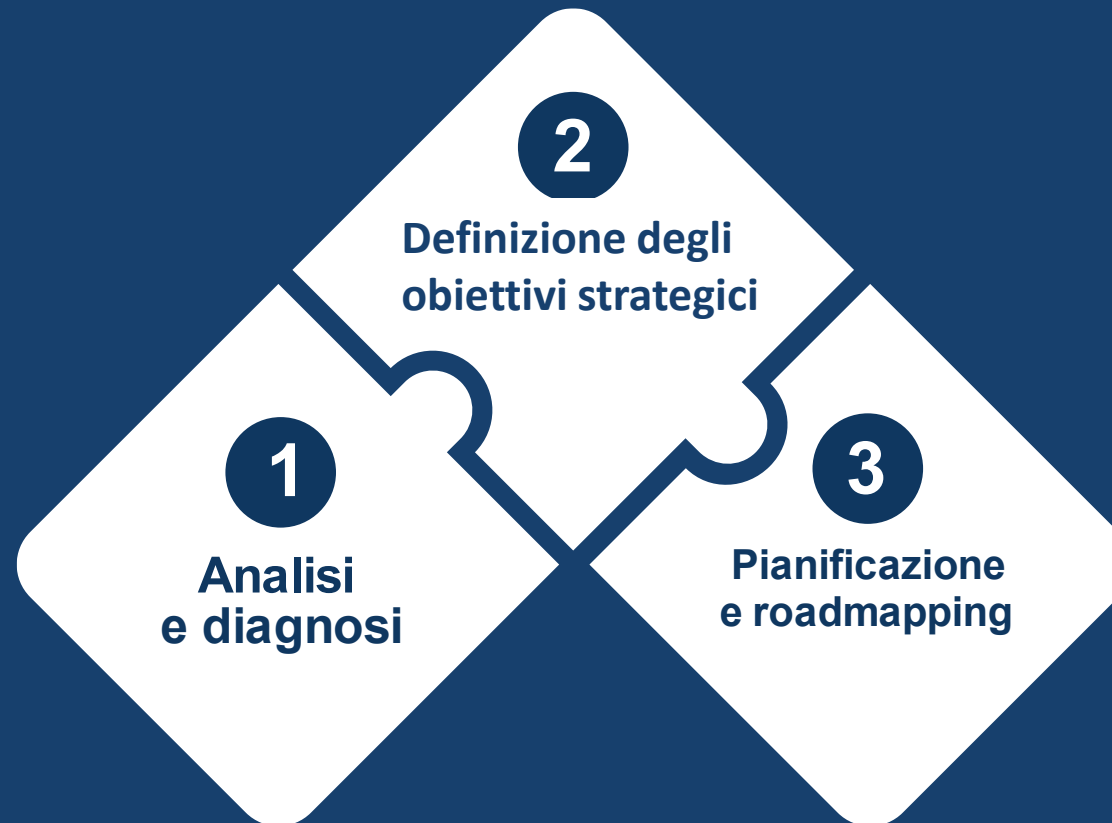 1
Analisi
e diagnosi
2
Definizione degli
obiettivi strategici
3
Pianificazione
e roadmapping